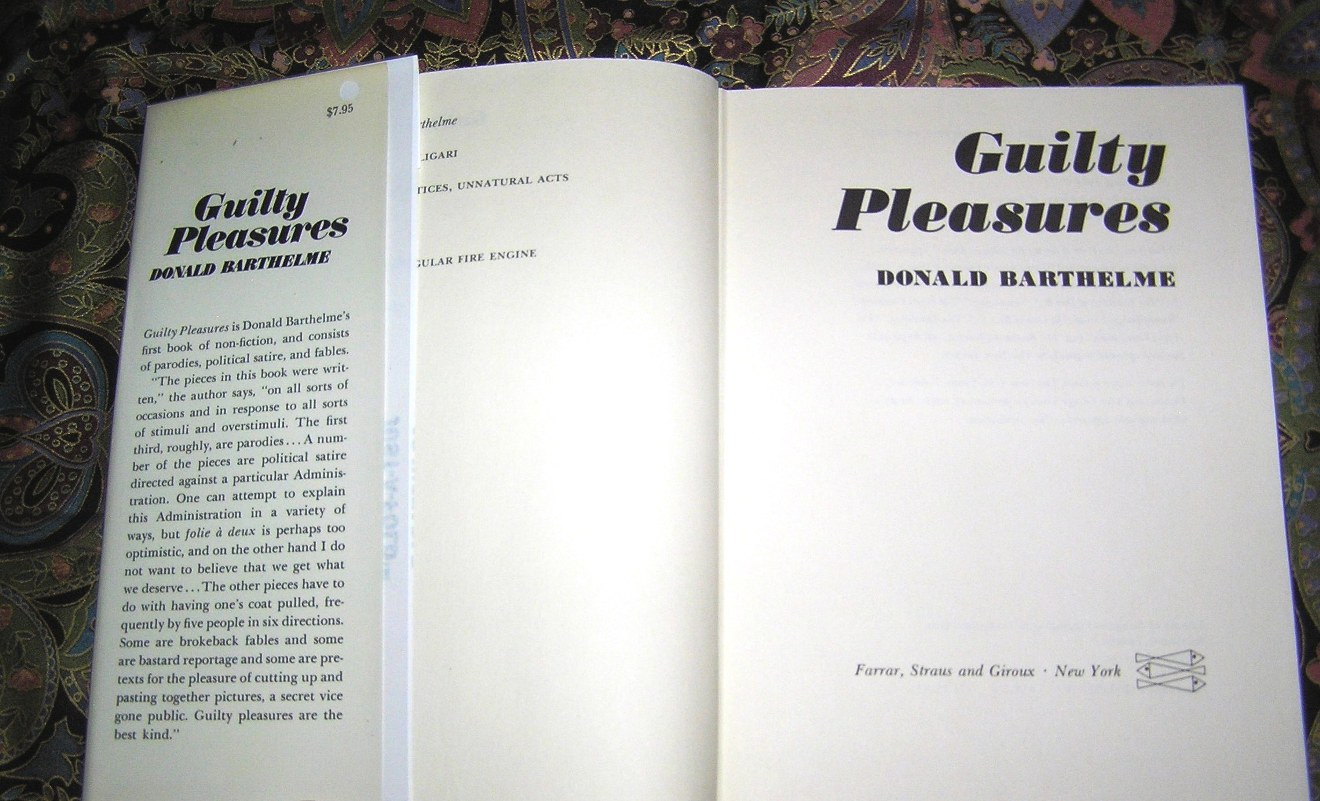 $7.95
Guilty
Pleasures
DONALD BARTHELME
Guilty Pleasures is Donald Barthelme's
first book of non-fiction, and consists
of parodies, political satire, and fables.
"The pieces in this book were writ-
ten," the author says, "on all sorts of
occasions and in response to all sorts
of stimuli and overstimuli. The first
third, roughly, are parodies...A num-
ber of the pieces are political satire
directed against a particular Adminis-
tration. One can attempt to explain
this Administration in a variety of
ways, but folie à deux is perhaps too
optimistic, and on the other hand I do
not want to believe that we get what
we deserve...The other pieces have to
do with having one's coat pulled, fre-
quently by five people in six directions.
Some are brokeback fables and some
are bastard reportage and some are pre-
texts for the pleasure of cutting up and
pasting together pictures, a secret vice
gone public. Guilty pleasures are the
best kind."
rthelme
LIGARI
TICES, UNNATURAL ACTS
GULAR FIRE ENGINE
Guilty
Pleasures
DONALD BARTHELME
Farrar, Straus and Giroux · New York